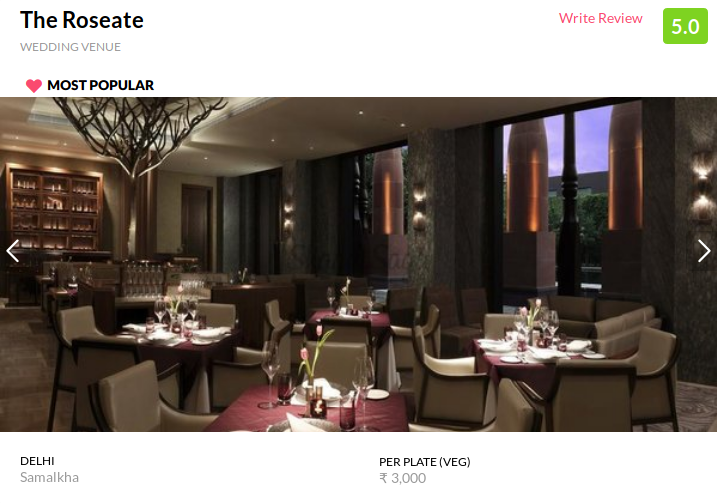 The Roseate
WEDDING VENUE
Write Review
5.0
MOST POPULAR
DELHI
Samalkha
PER PLATE (VEG)
₹ 3,000